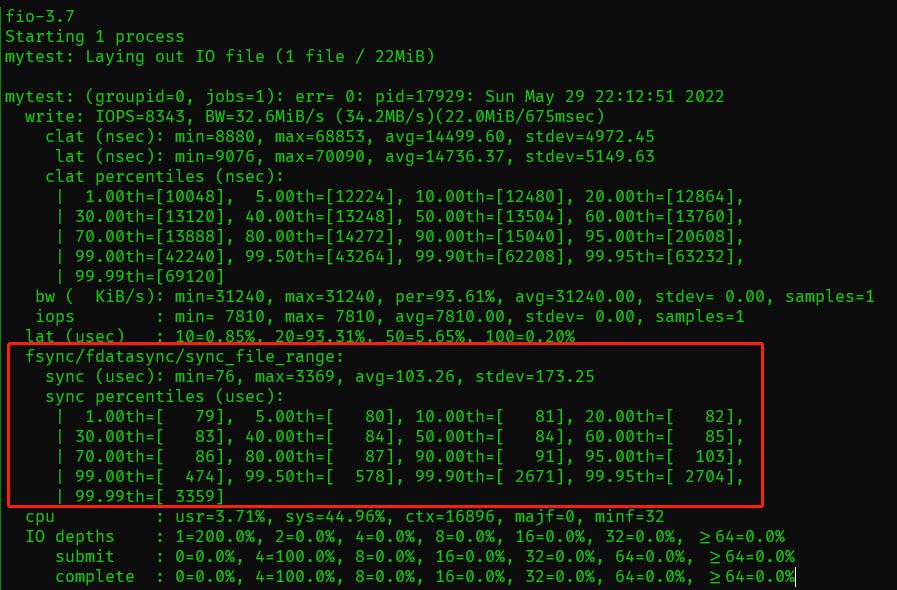 fio-3.7
Starting 1 process
mytest: Laying out IO file (1 file / 22MiB)
mytest: (groupid=0, jobs=1): err= 0: pid=17929: Sun May 29 22:12:51 2022
  write: IOPS=8343, BW=32.6MiB/s (34.2MB/s)(22.0MiB/675msec)
    clat (nsec): min=8880, max=68853, avg=14499.60, stdev=4972.45
     lat (nsec): min=9076, max=70090, avg=14736.37, stdev=5149.63
    clat percentiles (nsec):
     |  1.00th=[10048],  5.00th=[12224], 10.00th=[12480], 20.00th=[12864],
     | 30.00th=[13120], 40.00th=[13248], 50.00th=[13504], 60.00th=[13760],
     | 70.00th=[13888], 80.00th=[14272], 90.00th=[15040], 95.00th=[20608],
     | 99.00th=[42240], 99.50th=[43264], 99.90th=[62208], 99.95th=[63232],
     | 99.99th=[69120]
   bw (  KiB/s): min=31240, max=31240, per=93.61%, avg=31240.00, stdev= 0.00, samples=1
   iops        : min= 7810, max= 7810, avg=7810.00, stdev= 0.00, samples=1
  lat (usec)   : 10=0.85%, 20=93.31%, 50=5.65%, 100=0.20%
  fsync/fdatasync/sync_file_range:
    sync (usec): min=76, max=3369, avg=103.26, stdev=173.25
    sync percentiles (usec):
     |  1.00th=[   79],  5.00th=[   80], 10.00th=[   81], 20.00th=[   82],
     | 30.00th=[   83], 40.00th=[   84], 50.00th=[   84], 60.00th=[   85],
     | 70.00th=[   86], 80.00th=[   87], 90.00th=[   91], 95.00th=[  103],
     | 99.00th=[  474], 99.50th=[  578], 99.90th=[ 2671], 99.95th=[ 2704],
     | 99.99th=[ 3359]
  cpu          : usr=3.71%, sys=44.96%, ctx=16896, majf=0, minf=32
  IO depths    : 1=200.0%, 2=0.0%, 4=0.0%, 8=0.0%, 16=0.0%, 32=0.0%, ≥64=0.0%
     submit    : 0=0.0%, 4=100.0%, 8=0.0%, 16=0.0%, 32=0.0%, 64=0.0%, ≥64=0.0%
     complete  : 0=0.0%, 4=100.0%, 8=0.0%, 16=0.0%, 32=0.0%, 64=0.0%, ≥64=0.0%